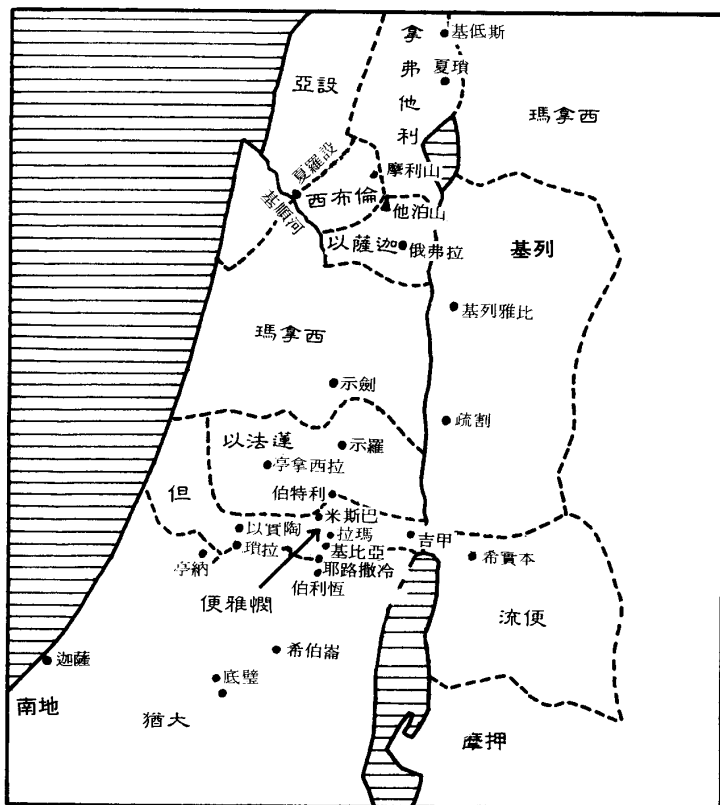 基低斯
拿弗他利
夏瑣
亞設
瑪拿西
夏羅設
摩利山
西布倫
基順河
他泊山
以薩迦
俄弗拉
基列
基列雅比
瑪拿西
示劍
疏割
以法蓮
示羅
亭拿西拉
但
伯特利
米斯巴
以實陶
拉瑪
吉甲
瑣拉
基比亞
亭納
希實本
耶路撒冷
伯利恆
便雅憫
流便
希伯崙
迦薩
底璧
南地
猶大
摩押